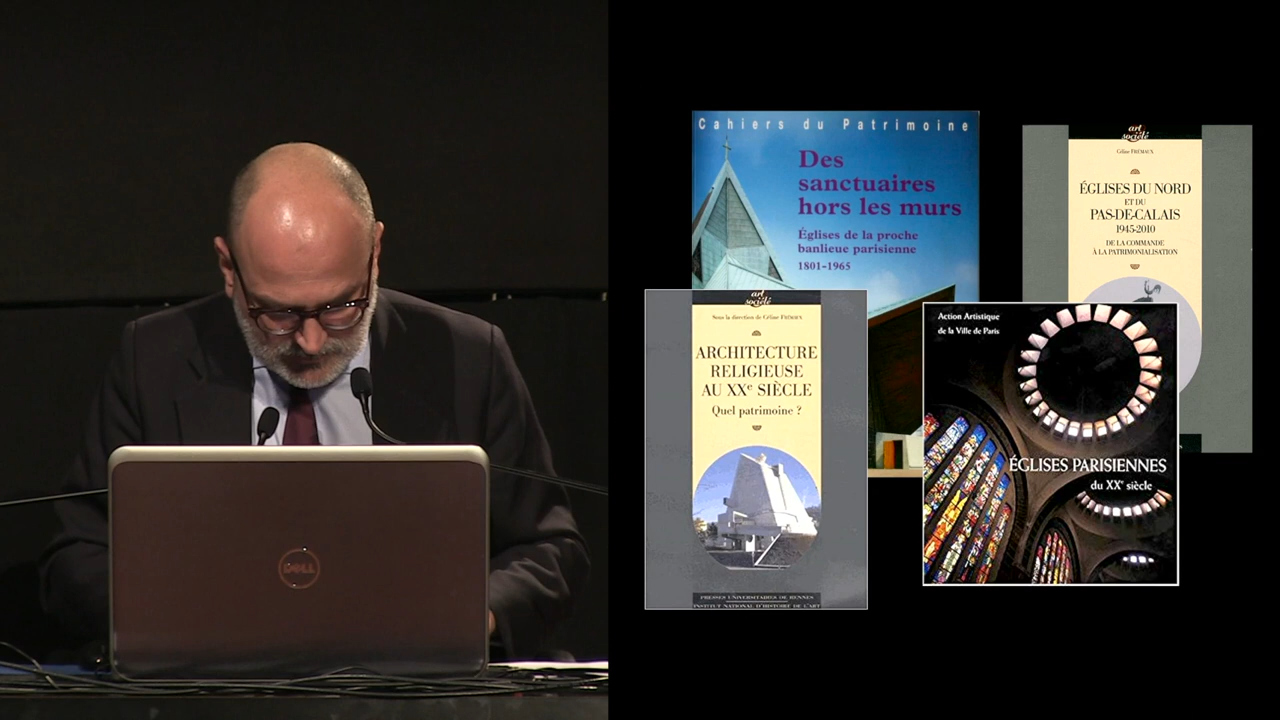 DELL
Cahiers du Patrimoine
Des
sanctuaires
hors les murs
Églises de la proche
banlieue parisienne
1801-1965
art
société
Céline FRÉMAUX
ÉGLISES DU NORD
ET DU
PAS-DE-CALAIS
1945-2010
DE LA COMMANDE
À LA PATRIMONIALISATION
art
société
Sous la direction de Céline FRÉMAUX
ARCHITECTURE
RELIGIEUSE
AU XXe SIÈCLE
Quel patrimoine ?
PRESSES UNIVERSITAIRES DE RENNES
INSTITUT NATIONAL D'HISTOIRE DE L'ART
Action Artistique
de la Ville de Paris
ÉGLISES PARISIENNES
du XXe siècle